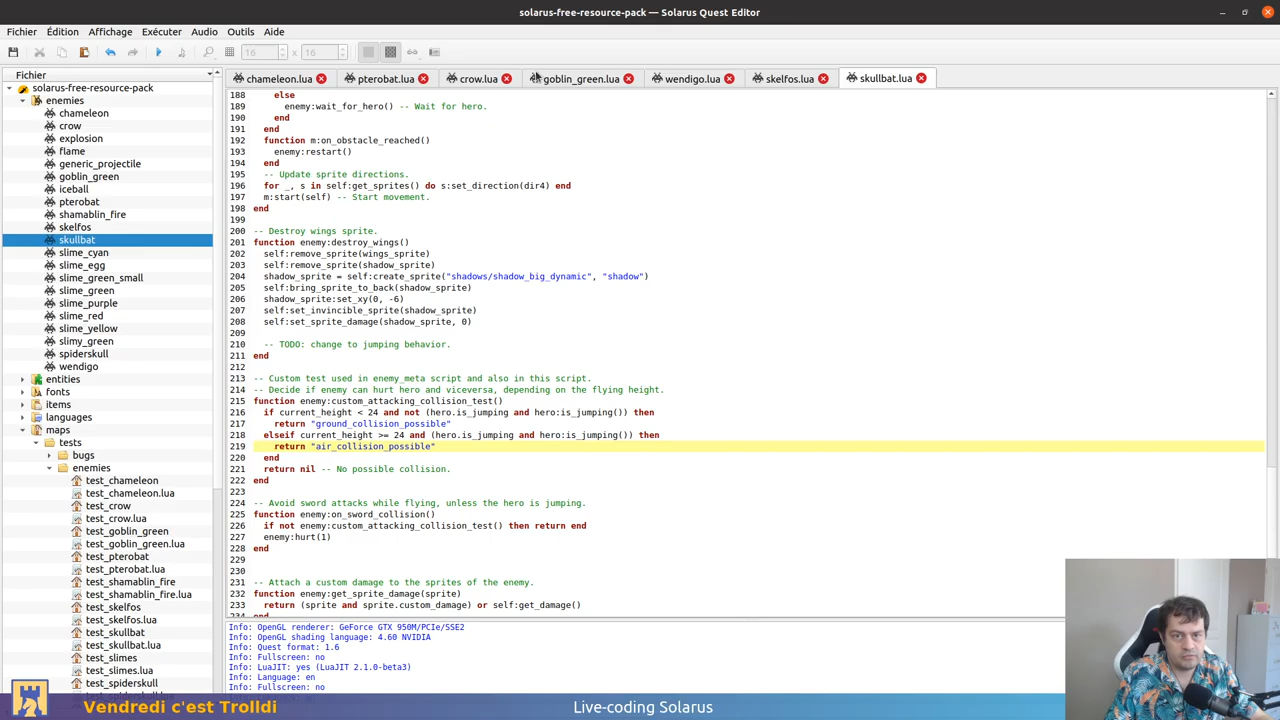 solarus-free-resource-pack — Solarus Quest Editor
Fichier Édition Affichage Exécuter Audio Outils Aide
16 x 16
Fichier
solarus-free-resource-pack
enemies
chameleon
crow
explosion
flame
generic_projectile
goblin_green
iceball
pterobat
shamablin_fire
skelfos
skullbat
slime_cyan
slime_egg
slime_green_small
slime_green
slime_purple
slime_red
slime_yellow
slimy_green
spiderskull
wendigo
entities
fonts
items
languages
maps
tests
bugs
enemies
test_chameleon
test_chameleon.lua
test_crow
test_crow.lua
test_goblin_green
test_goblin_green.lua
test_pterobat
test_pterobat.lua
test_shamablin_fire
test_shamablin_fire.lua
test_skelfos
test_skelfos.lua
test_skullbat
test_skullbat.lua
test_slimes
test_slimes.lua
test_spiderskull
chameleon.lua pterobat.lua crow.lua goblin_green.lua wendigo.lua skelfos.lua skullbat.lua
188 else
189 enemy:wait_for_hero() -- Wait for hero.
190 end
191 end
192 function m:on_obstacle_reached()
193 enemy:restart()
194 end
195 -- Update sprite directions.
196 for _, s in self:get_sprites() do s:set_direction(dir4) end
197 m:start(self) -- Start movement.
198 end
199
200 -- Destroy wings sprite.
201 function enemy:destroy_wings()
202 self:remove_sprite(wings_sprite)
203 self:remove_sprite(shadow_sprite)
204 shadow_sprite = self:create_sprite("shadows/shadow_big_dynamic", "shadow")
205 self:bring_sprite_to_back(shadow_sprite)
206 shadow_sprite:set_xy(0, -6)
207 self:set_invincible_sprite(shadow_sprite)
208 self:set_sprite_damage(shadow_sprite, 0)
209
210 -- TODO: change to jumping behavior.
211 end
212
213 -- Custom test used in enemy_meta script and also in this script.
214 -- Decide if enemy can hurt hero and viceversa, depending on the flying height.
215 function enemy:custom_attacking_collision_test()
216 if current_height < 24 and not (hero.is_jumping and hero:is_jumping()) then
217 return "ground_collision_possible"
218 elseif current_height >= 24 and (hero.is_jumping and hero:is_jumping()) then
219 return "air_collision_possible"
220 end
221 return nil -- No possible collision.
222 end
223
224 -- Avoid sword attacks while flying, unless the hero is jumping.
225 function enemy:on_sword_collision()
226 if not enemy:custom_attacking_collision_test() then return end
227 enemy:hurt(1)
228 end
229
230
231 -- Attach a custom damage to the sprites of the enemy.
232 function enemy:get_sprite_damage(sprite)
233 return (sprite and sprite.custom_damage) or self:get_damage()
234 end
Info: OpenGL renderer: GeForce GTX 950M/PCIe/SSE2
Info: OpenGL shading language: 4.60 NVIDIA
Info: Quest format: 1.6
Info: Fullscreen: no
Info: LuaJIT: yes (LuaJIT 2.1.0-beta3)
Info: Language: en
Info: Fullscreen: no
Vendredi c'est Trolldi
Live-coding Solarus